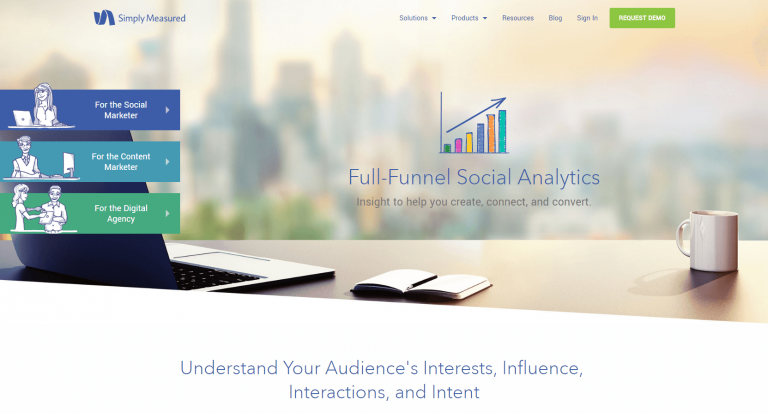 Simply Measured
Solutions
Products
Resources
Blog
Sign In
REQUEST DEMO
For the Social
Marketer
For the Content
Marketer
For the Digital
Agency
Full-Funnel Social Analytics
Insight to help you create, connect, and convert.
Understand Your Audience's Interests, Influence,
Interactions, and Intent